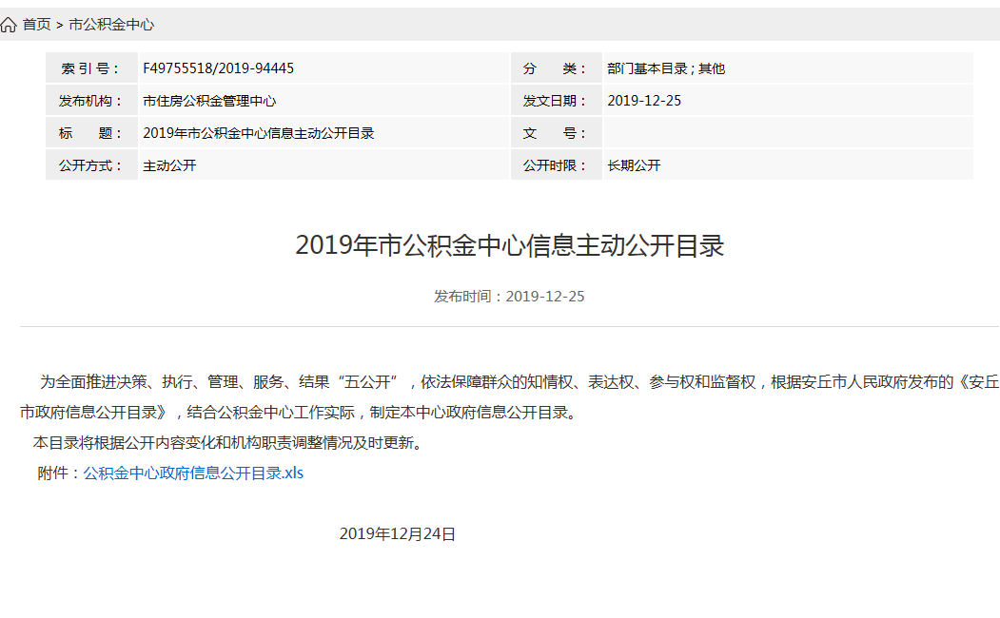 首页 > 市公积金中心
索 引 号： F49755518/2019-94445 分 类： 部门基本目录 ; 其他
发布机构： 市住房公积金管理中心 发文日期： 2019-12-25
标 题： 2019年市公积金中心信息主动公开目录 文 号：
公开方式： 主动公开 公开时限： 长期公开
2019年市公积金中心信息主动公开目录
发布时间：2019-12-25
为全面推进决策、执行、管理、服务、结果“五公开”，依法保障群众的知情权、表达权、参与权和监督权，根据安丘市人民政府发布的《安丘
市政府信息公开目录》，结合公积金中心工作实际，制定本中心政府信息公开目录。
本目录将根据公开内容变化和机构职责调整情况及时更新。
附件：公积金中心政府信息公开目录.xls
2019年12月24日